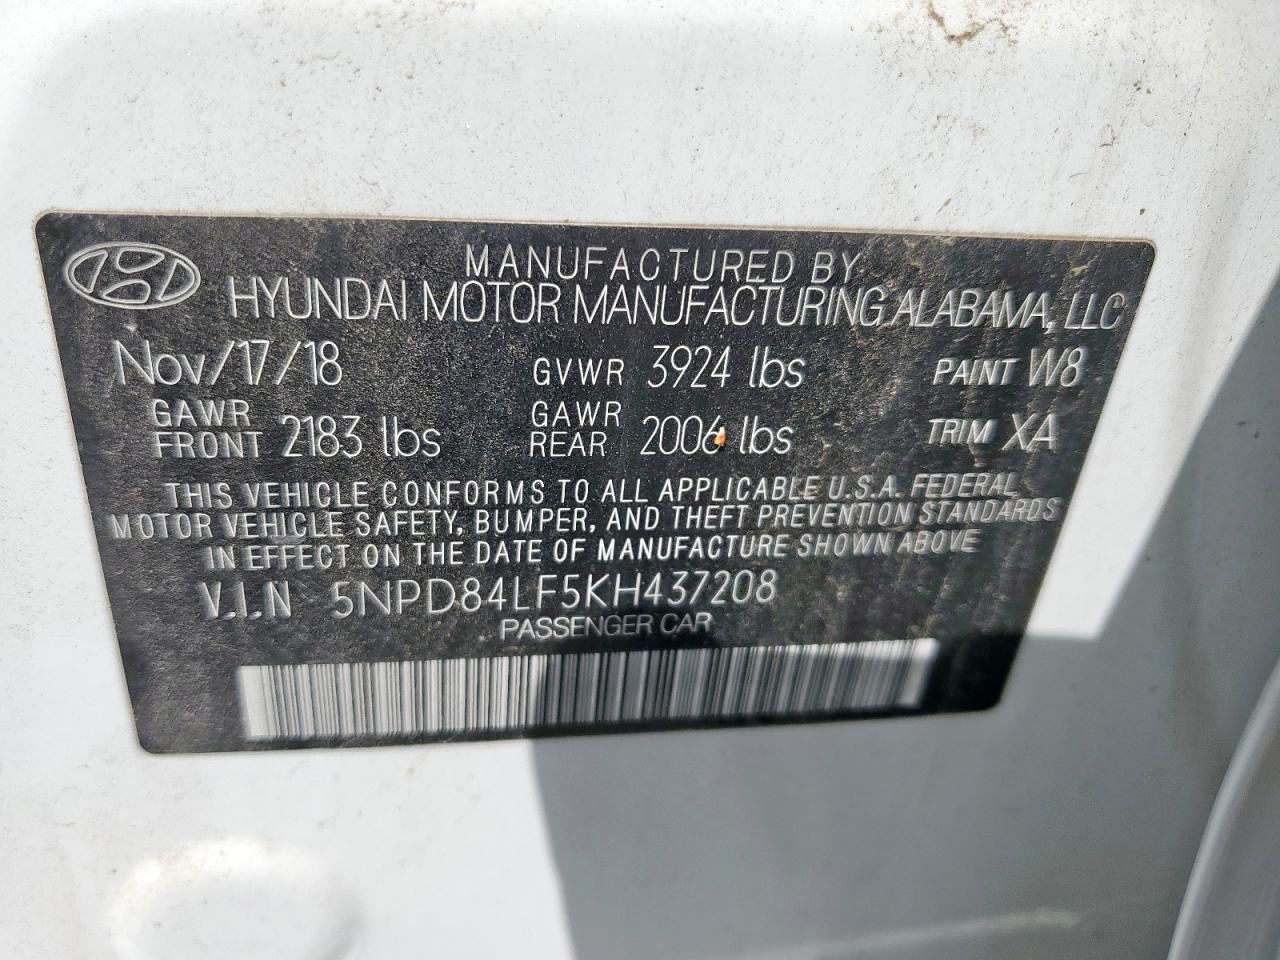 MANUFACTURED BY
HYUNDAI MOTOR MANUFACTURING ALABAMA, LLC
Nov/17/18 GVWR 3924 lbs PAINT W8
GAWR FRONT 2183 lbs GAWR REAR 2006 lbs TRIM XA
THIS VEHICLE CONFORMS TO ALL APPLICABLE U.S.A. FEDERAL
MOTOR VEHICLE SAFETY, BUMPER, AND THEFT PREVENTION STANDARDS
IN EFFECT ON THE DATE OF MANUFACTURE SHOWN ABOVE
V.I.N 5NPD84LF5KH437208
PASSENGER CAR